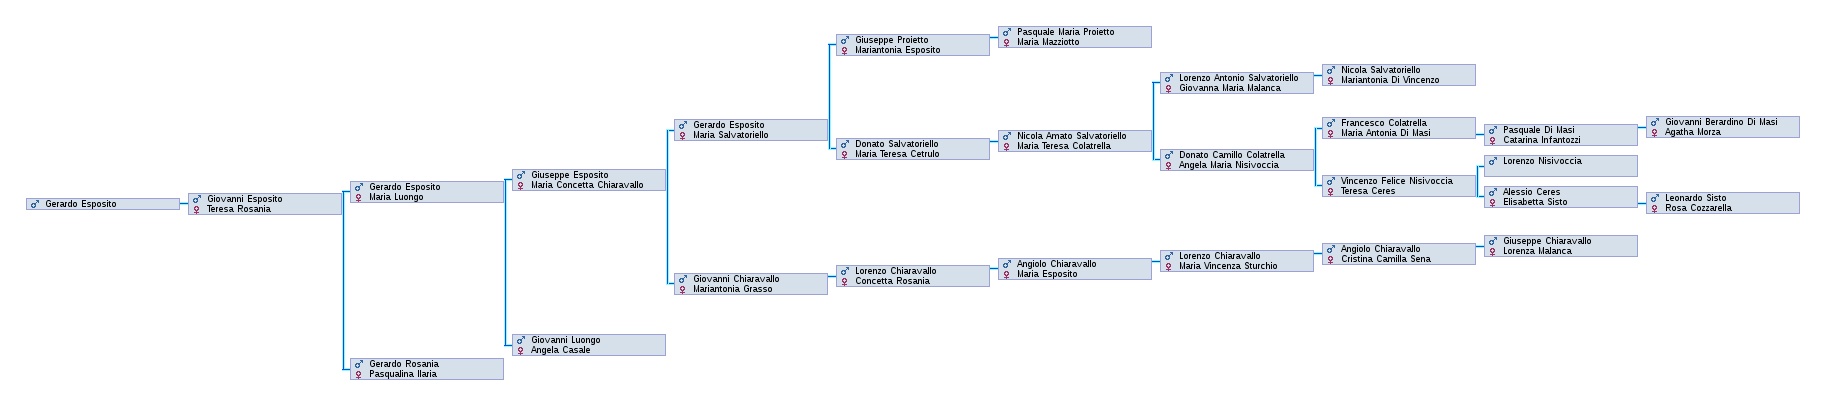 Gerardo Esposito
Giovanni Esposito
Teresa Rosania
Gerardo Esposito
Maria Luongo
Gerardo Rosania
Pasqualina Ilaria
Giuseppe Esposito
Maria Concetta Chiaravallo
Giovanni Luongo
Angela Casale
Gerardo Esposito
Maria Salvatoriello
Giovanni Chiaravallo
Mariantonia Grasso
Giuseppe Proietto
Mariantonia Esposito
Donato Salvatoriello
Maria Teresa Cetrulo
Lorenzo Chiaravallo
Concetta Rosania
Pasquale Maria Proietto
Maria Mazziotto
Nicola Amato Salvatoriello
Maria Teresa Colatrella
Angiolo Chiaravallo
Maria Esposito
Lorenzo Antonio Salvatoriello
Giovanna Maria Malanca
Donato Camillo Colatrella
Angela Maria Nisivoccia
Lorenzo Chiaravallo
Maria Vincenza Sturchio
Nicola Salvatoriello
Mariantonia Di Vincenzo
Francesco Colatrella
Maria Antonia Di Masi
Vincenzo Felice Nisivoccia
Teresa Ceres
Angiolo Chiaravallo
Cristina Camilla Sena
Pasquale Di Masi
Catarina Infantozzi
Lorenzo Nisivoccia
Alessio Ceres
Elisabetta Sisto
Giuseppe Chiaravallo
Lorenza Malanca
Giovanni Berardino Di Masi
Agatha Morza
Leonardo Sisto
Rosa Cozzarella